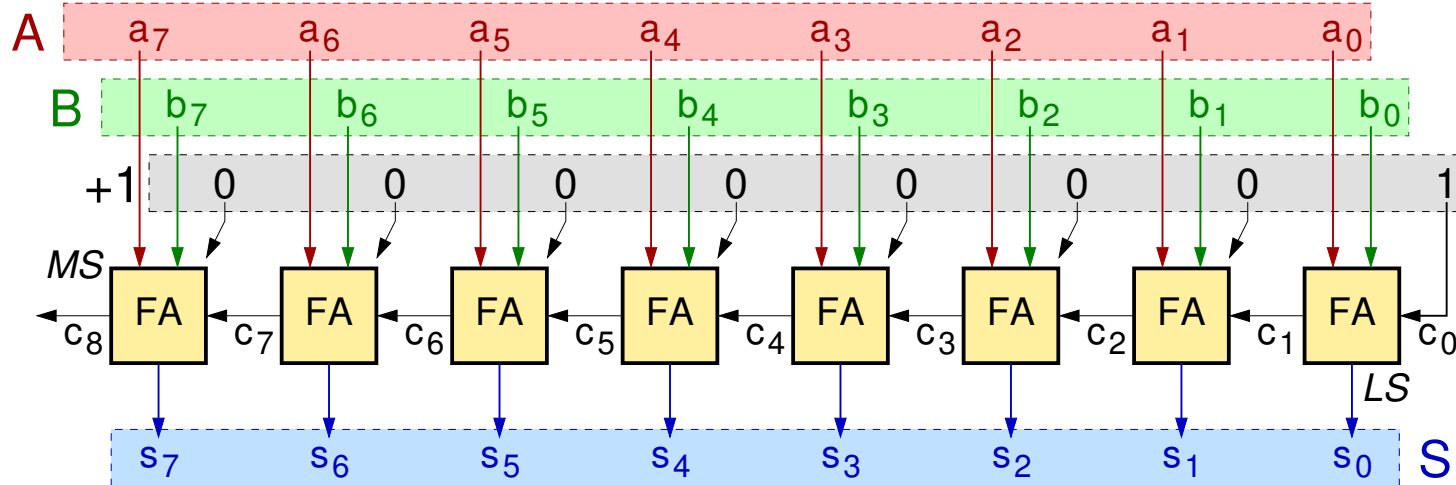 A a7 a6 a5 a4 a3 a2 a1 a0
B b7 b6 b5 b4 b3 b2 b1 b0
+1 0 0 0 0 0 0 0 1
MS
FA FA FA FA FA FA FA FA
c8 c7 c6 c5 c4 c3 c2 c1 c0
LS
s7 s6 s5 s4 s3 s2 s1 s0 S